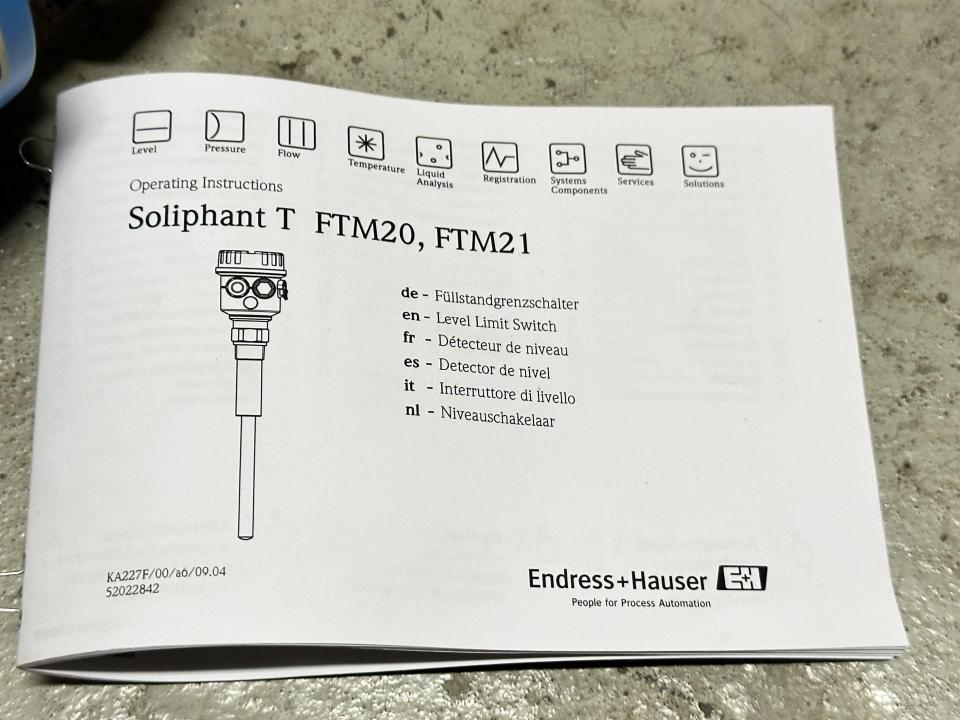 Level
Pressure
Flow
Temperature
Liquid
Analysis
Registration
Systems
Components
Services
Solutions
Operating Instructions
Soliphant T FTM20, FTM21
de - Füllstandgrenzschalter
en - Level Limit Switch
fr - Détecteur de niveau
es - Detector de nivel
it - Interruttore di livello
nl - Niveauschakelaar
KA227F/00/a6/09.04
52022842
Endress+Hauser E+H
People for Process Automation